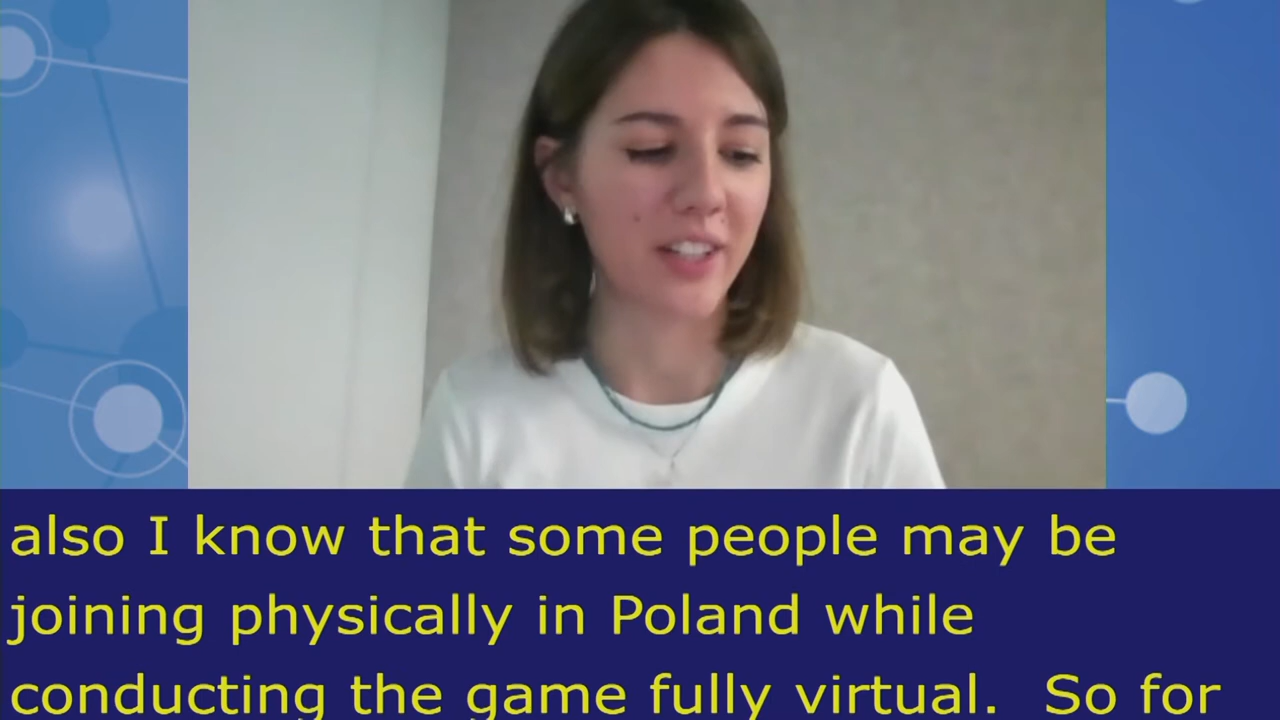 also I know that some people may be
joining physically in Poland while
conducting the game fully virtual.  So for